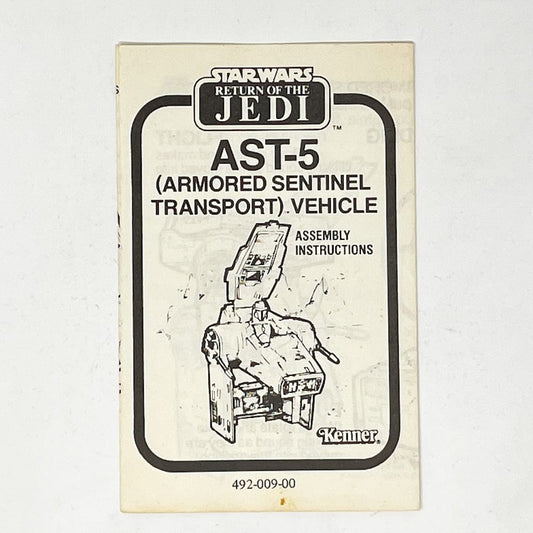 STAR WARS
RETURN OF THE
JEDI
™
AST-5
(ARMORED SENTINEL
TRANSPORT) VEHICLE
ASSEMBLY
INSTRUCTIONS
Kenner®
492-009-00